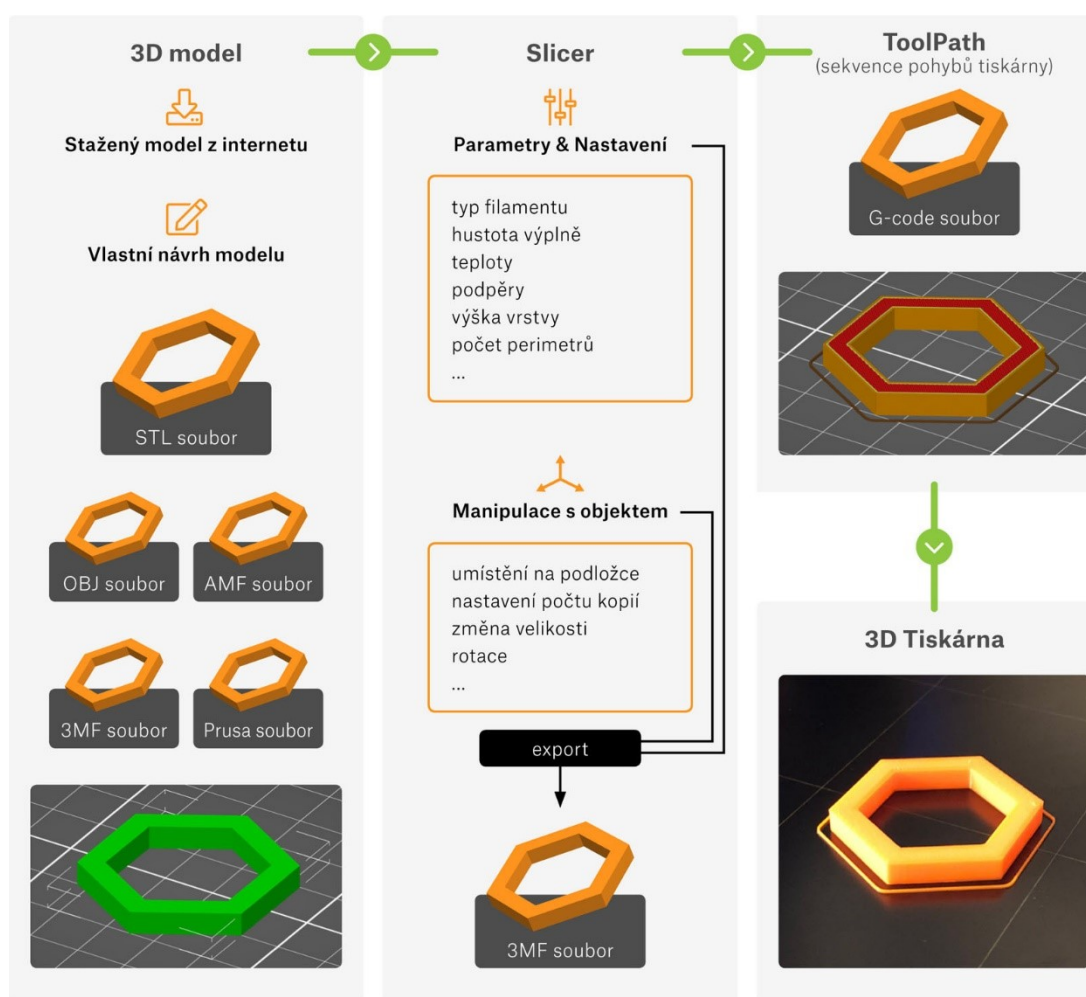 3D model
Stažený model z internetu
Vlastní návrh modelu
STL soubor
OBJ soubor
AMF soubor
3MF soubor
Prusa soubor
Slicer
Parametry & Nastavení
typ filamentu
hustota výplně
teploty
podpěry
výška vrstvy
počet perimetrů
...
Manipulace s objektem
umístění na podložce
nastavení počtu kopií
změna velikosti
rotace
...
export
3MF soubor
ToolPath
(sekvence pohybů tiskárny)
G-code soubor
3D Tiskárna